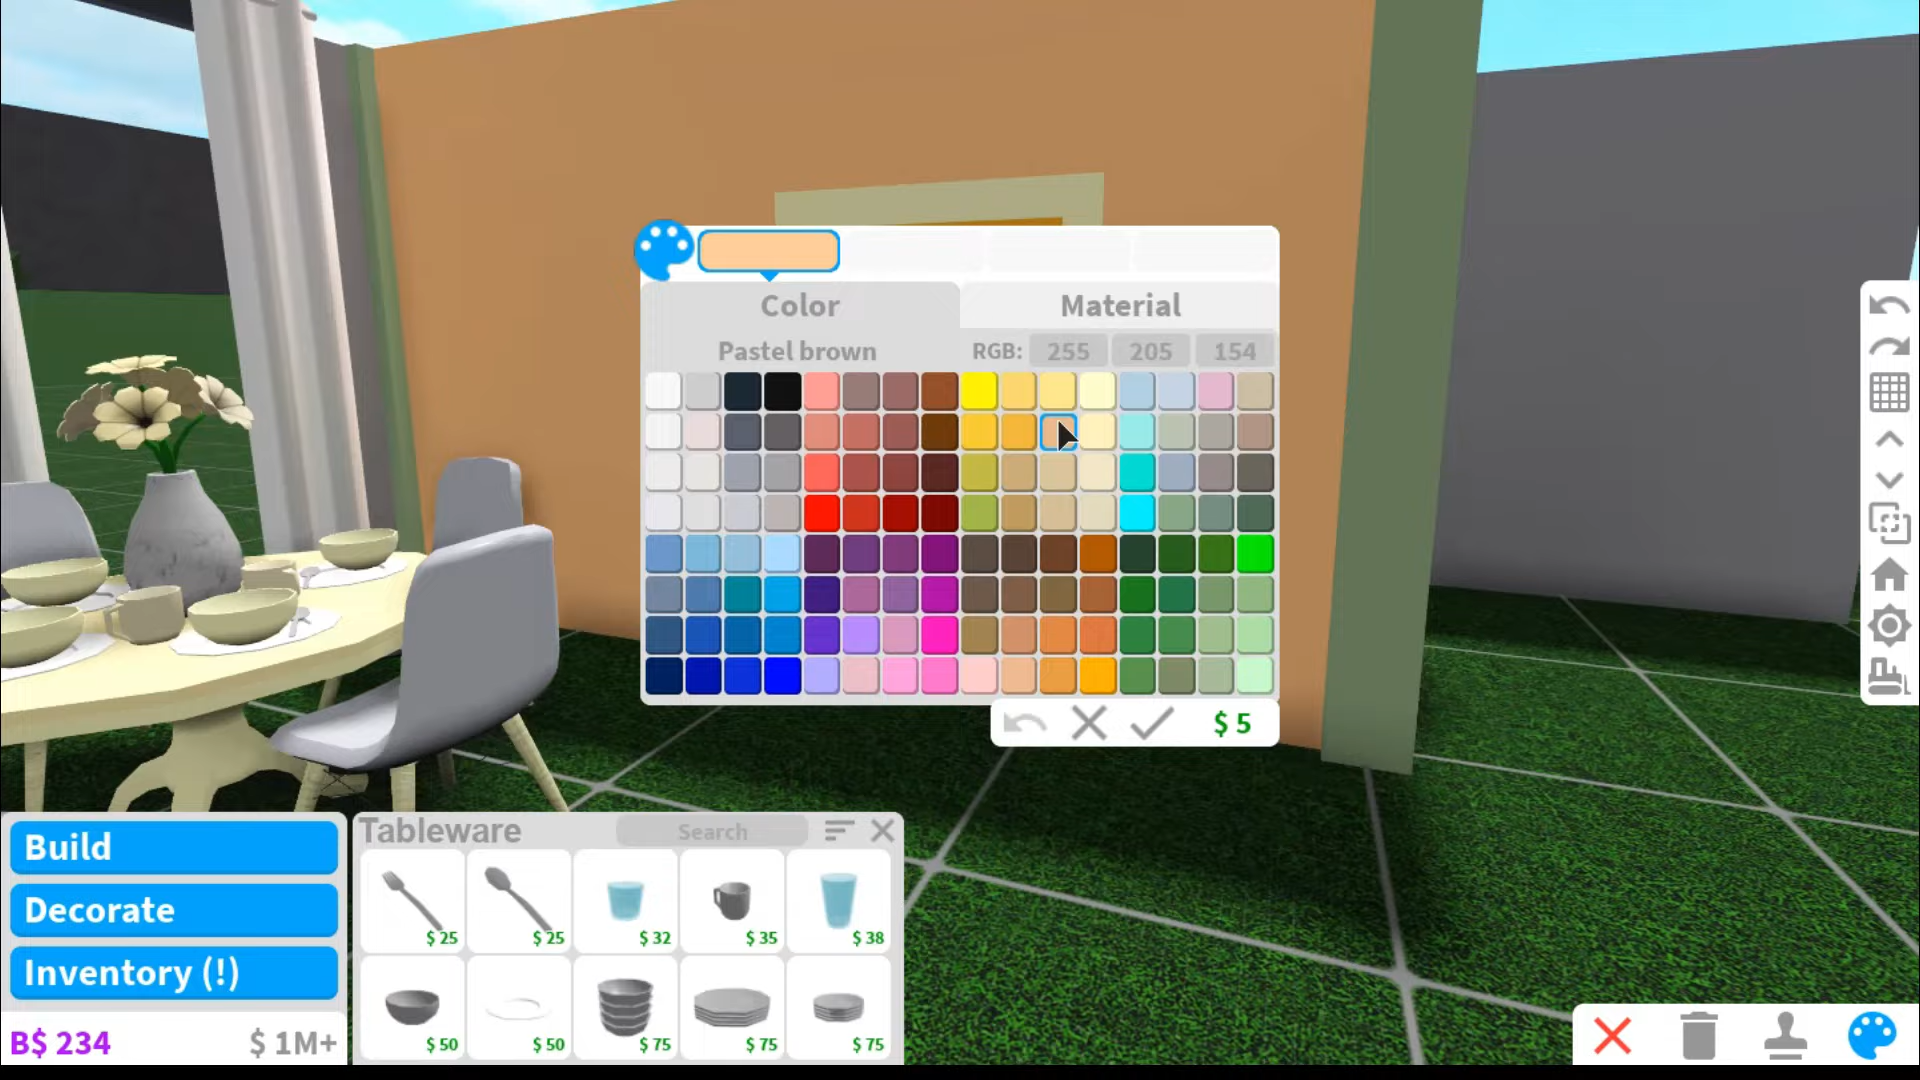 Color
Material
Pastel brown
RGB: 255 205 154
$ 5
Build
Decorate
Inventory (!)
B$ 234
$ 1M+
Tableware
Search
$ 25
$ 25
$ 32
$ 35
$ 38
$ 50
$ 50
$ 75
$ 75
$ 75